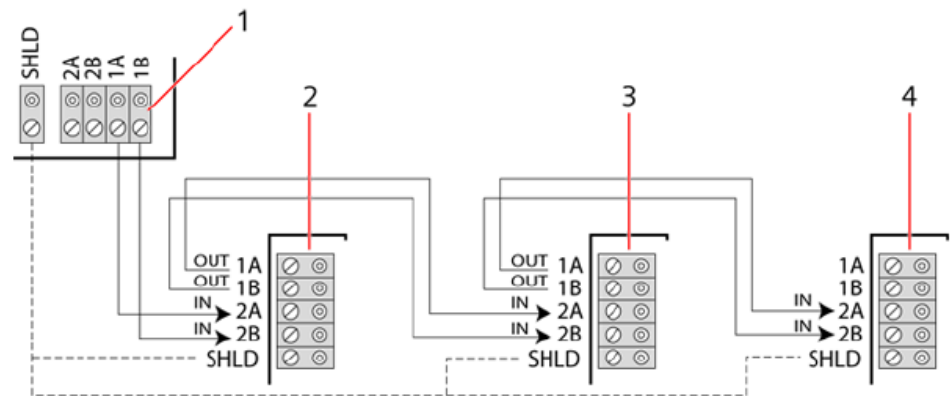 1
SHLD
2A
2B
1A
1B
2
3
4
OUT 1A
OUT 1B
IN 2A
IN 2B
SHLD
OUT 1A
OUT 1B
IN 2A
IN 2B
SHLD
1A
1B
IN 2A
IN 2B
SHLD